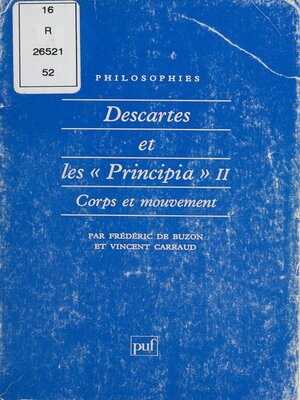 16
R
26521
52
PHILOSOPHIES
Descartes
et
les « Principia » II
Corps et mouvement
PAR FRÉDÉRIC DE BUZON
ET VINCENT CARRAUD
puf